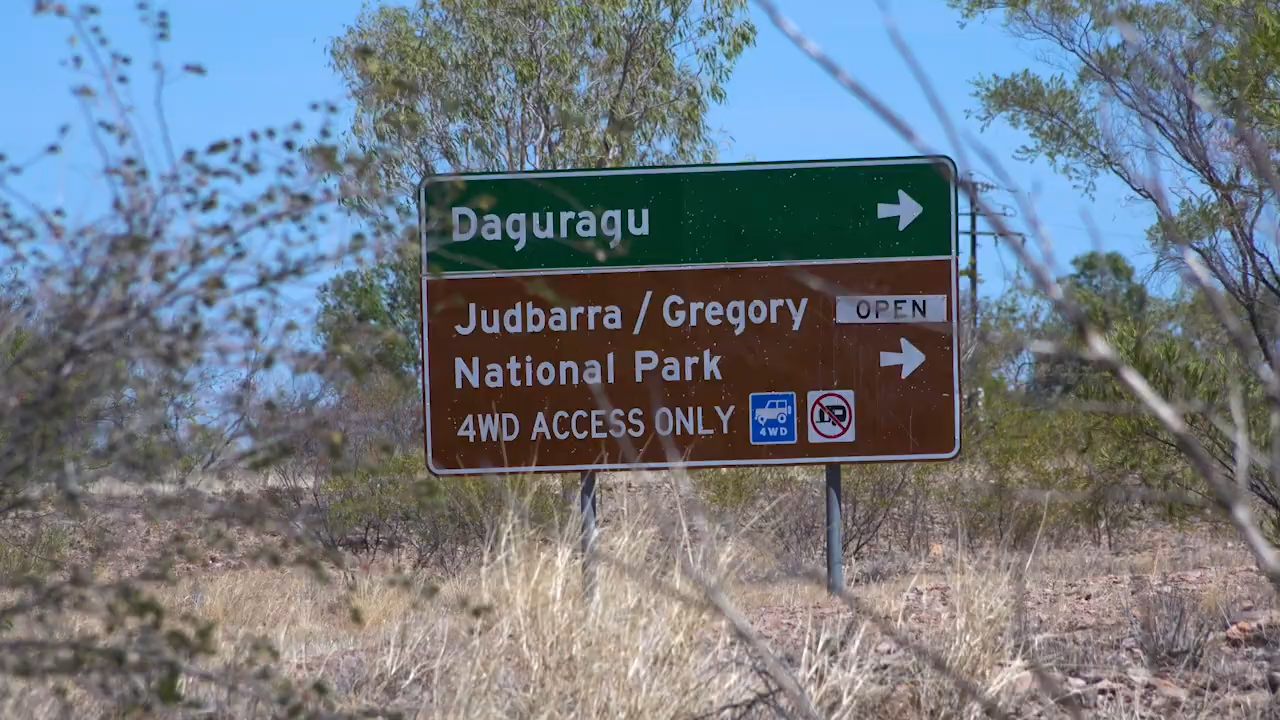 Daguragu
Judbarra / Gregory
OPEN
National Park
4WD ACCESS ONLY
4WD